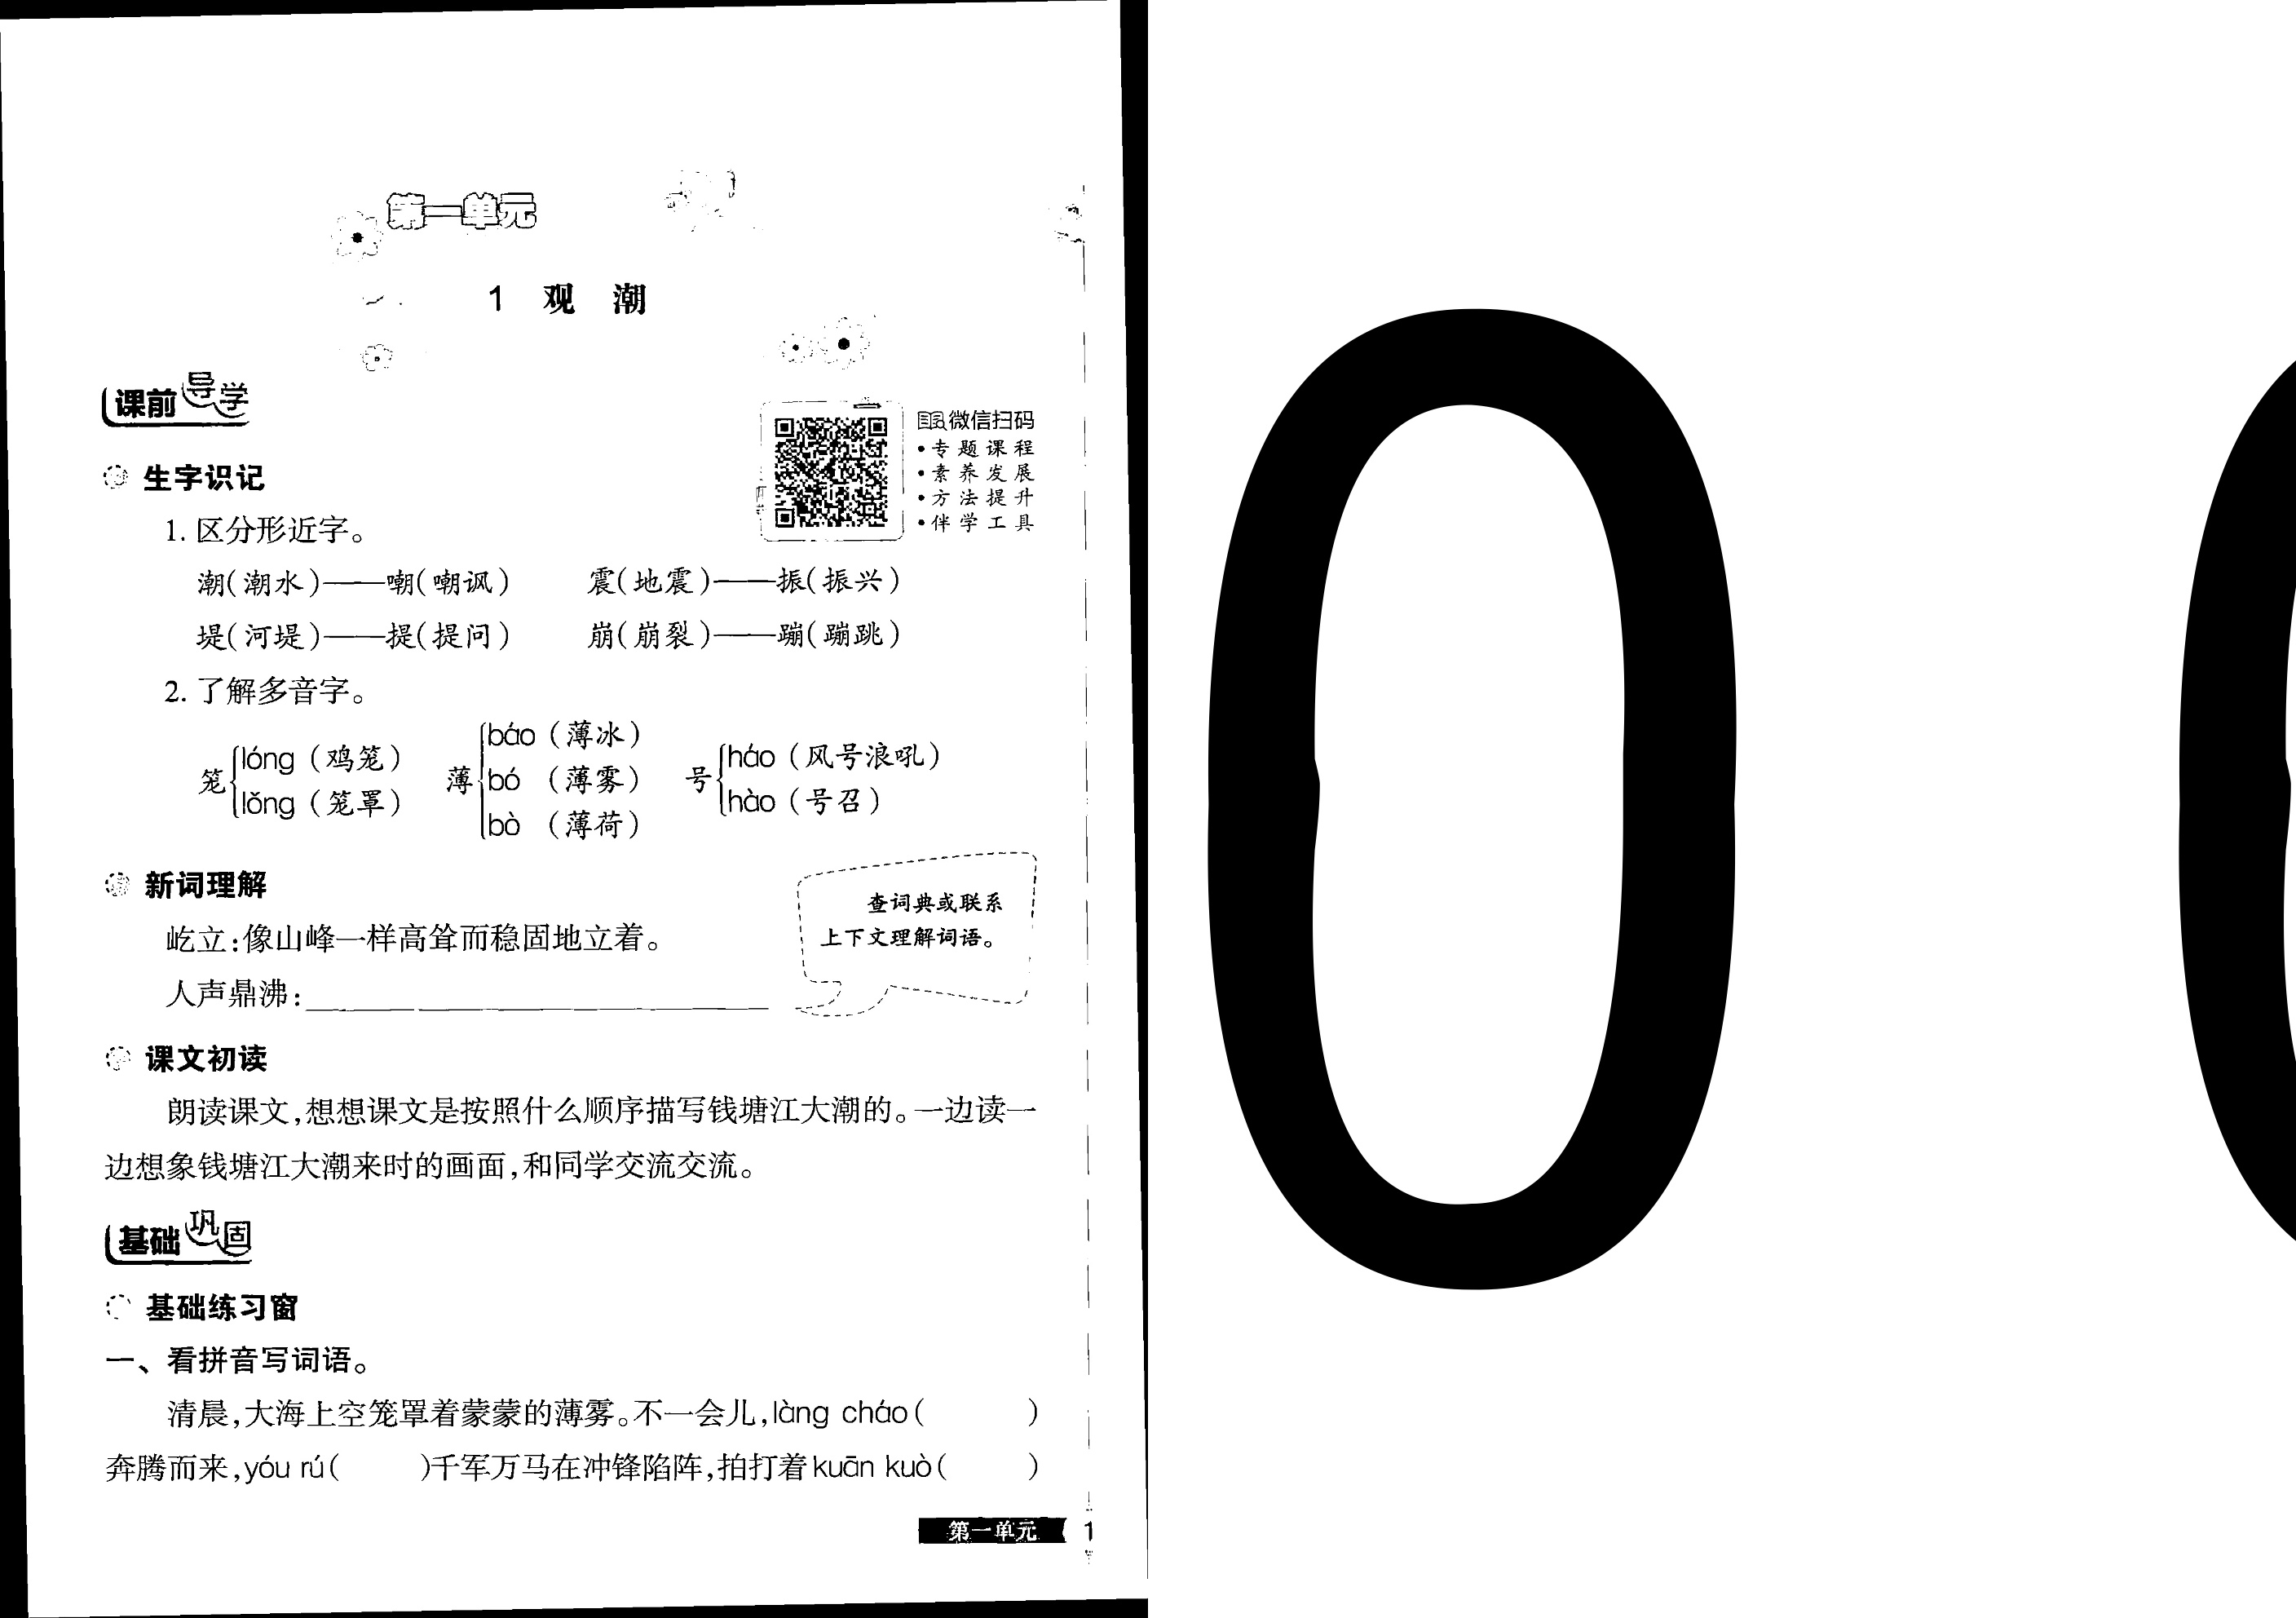 第一单元
1 观 潮
课前导学
微信扫码
•专题课程
•素养发展
•方法提升
•伴学工具
生字识记
1. 区分形近字。
潮(潮水)——嘲(嘲讽) 震(地震)——振(振兴)
堤(河堤)——提(提问) 崩(崩裂)——蹦(蹦跳)
2. 了解多音字。
笼 lóng (鸡笼) lǒng (笼罩)
薄 báo (薄冰) bó (薄雾) bò (薄荷)
号 háo (风号浪吼) hào (号召)
新词理解
屹立:像山峰一样高耸而稳固地立着。
人声鼎沸:
查词典或联系
上下文理解词语。
课文初读
朗读课文,想想课文是按照什么顺序描写钱塘江大潮的。一边读一
边想象钱塘江大潮来时的画面,和同学交流交流。
基础巩固
基础练习窗
一、看拼音写词语。
清晨,大海上空笼罩着蒙蒙的薄雾。不一会儿,làng cháo( )
奔腾而来,yóu rú( )千军万马在冲锋陷阵,拍打着kuān kuò( )
第一单元 1
0